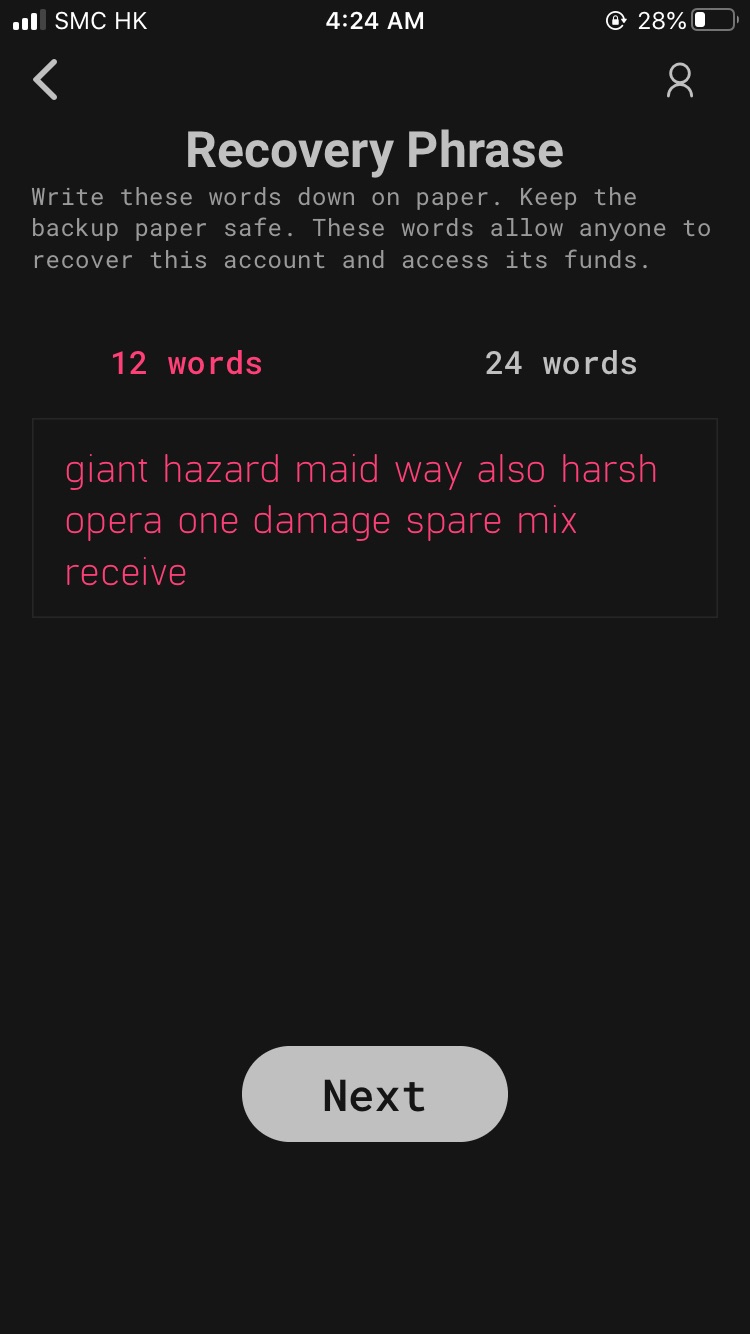 SMC HK 4:24 AM 28%
Recovery Phrase
Write these words down on paper. Keep the
backup paper safe. These words allow anyone to
recover this account and access its funds.
12 words 24 words
giant hazard maid way also harsh
opera one damage spare mix
receive
Next